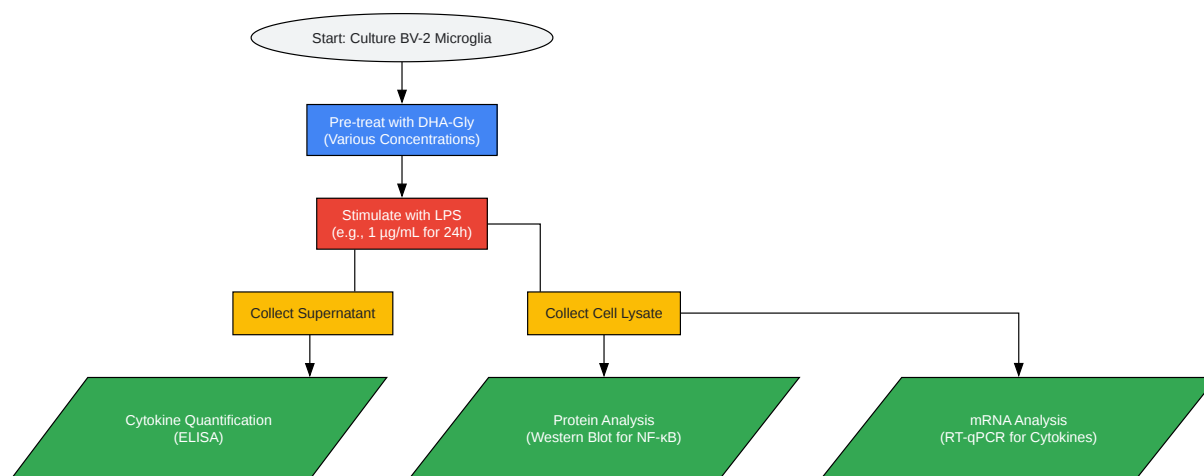 Start: Culture BV-2 Microglia
Pre-treat with DHA-Gly
(Various Concentrations)
Stimulate with LPS
(e.g., 1 µg/mL for 24h)
Collect Supernatant
Collect Cell Lysate
Cytokine Quantification
(ELISA)
Protein Analysis
(Western Blot for NF-κB)
mRNA Analysis
(RT-qPCR for Cytokines)